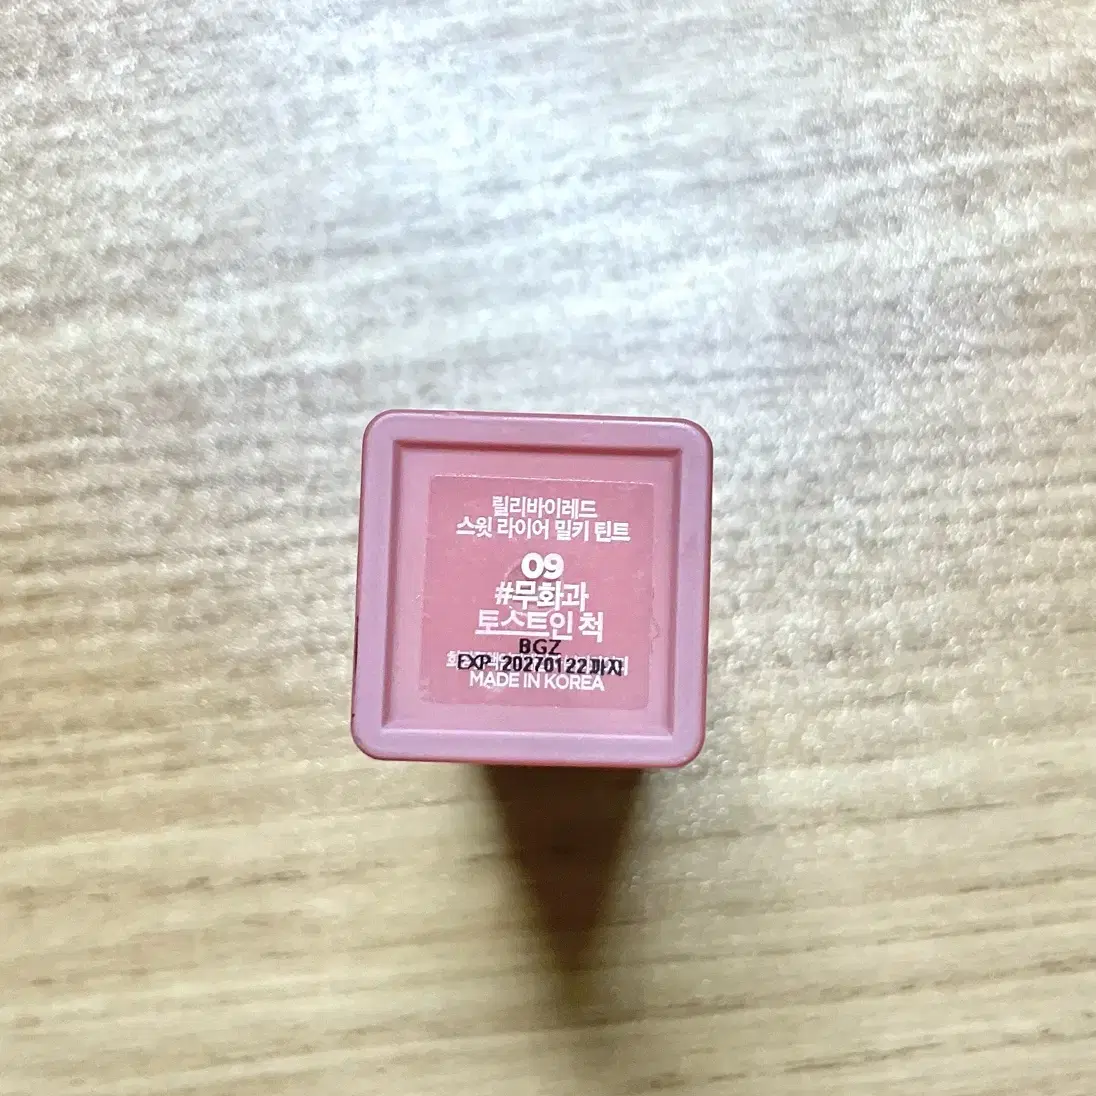 릴리바이레드
스윗 라이어 밀키 틴트
09
#무화과
토스트인 척
BGZ
EXP 20270122까지
MADE IN KOREA